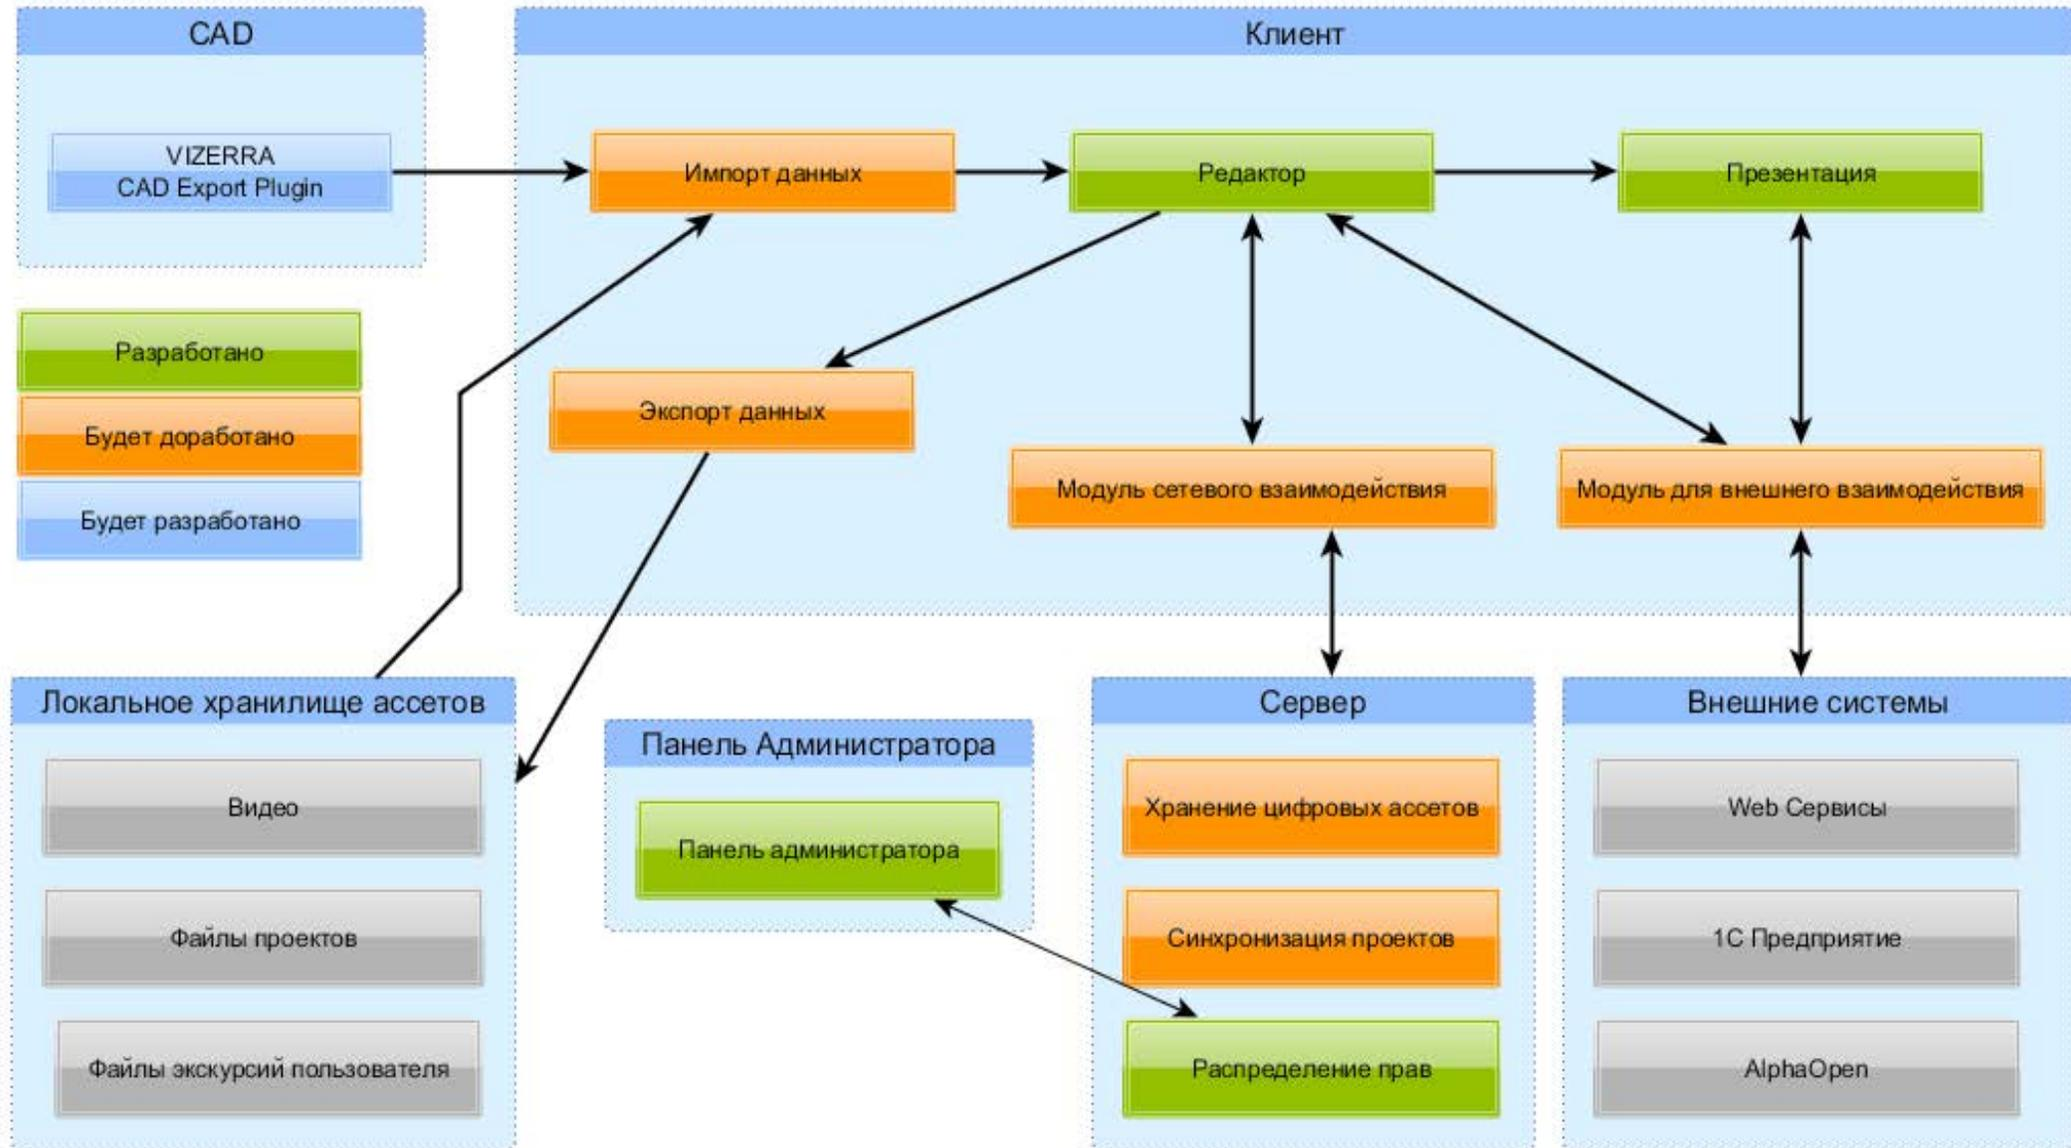 CAD
Клиент
VIZERRA
CAD Export Plugin
Импорт данных
Редактор
Презентация
Разработано
Будет доработано
Будет разработано
Экспорт данных
Модуль сетевого взаимодействия
Модуль для внешнего взаимодействия
Локальное хранилище ассетов
Видео
Файлы проектов
Файлы экскурсий пользователя
Панель Администратора
Панель администратора
Сервер
Хранение цифровых ассетов
Синхронизация проектов
Распределение прав
Внешние системы
Web Сервисы
1С Предприятие
AlphaOpen